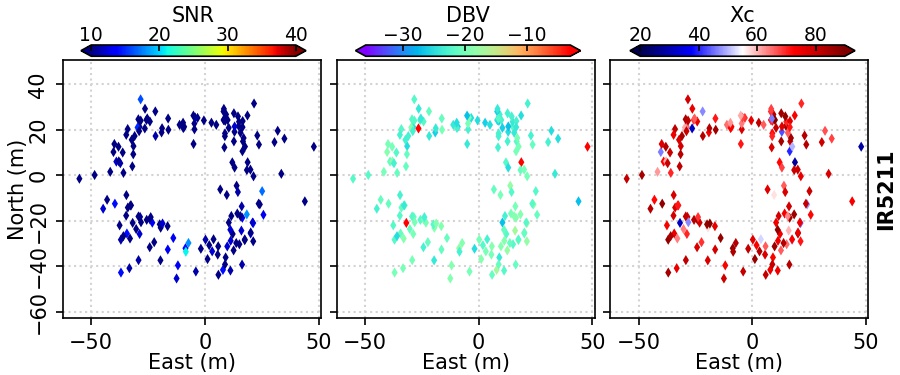 SNR DBV Xc
10 20 30 40 −30 −20 −10 20 40 60 80
North (m)
40
20
0
−20
−40
−60
IR5211
−50 0 50 −50 0 50 −50 0 50
East (m) East (m) East (m)